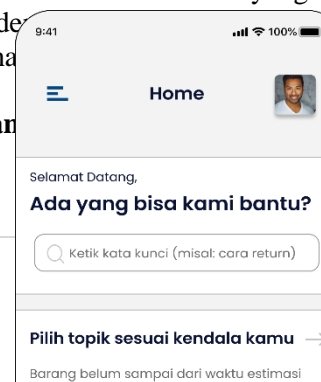 9:41 100%
Home
Selamat Datang,
Ada yang bisa kami bantu?
Ketik kata kunci (misal: cara return)
Pilih topik sesuai kendala kamu
Barang belum sampai dari waktu estimasi